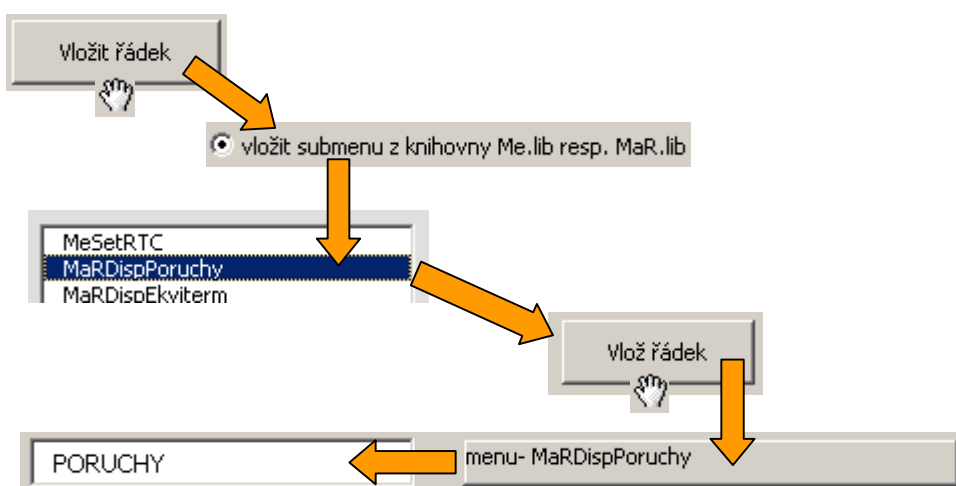 Vložit řádek
vložit submenu z knihovny Me.lib resp. MaR.lib
MeSetRTC
MaRDispPoruchy
MaRDispEkviterm
Vlož řádek
PORUCHY
menu- MaRDispPoruchy